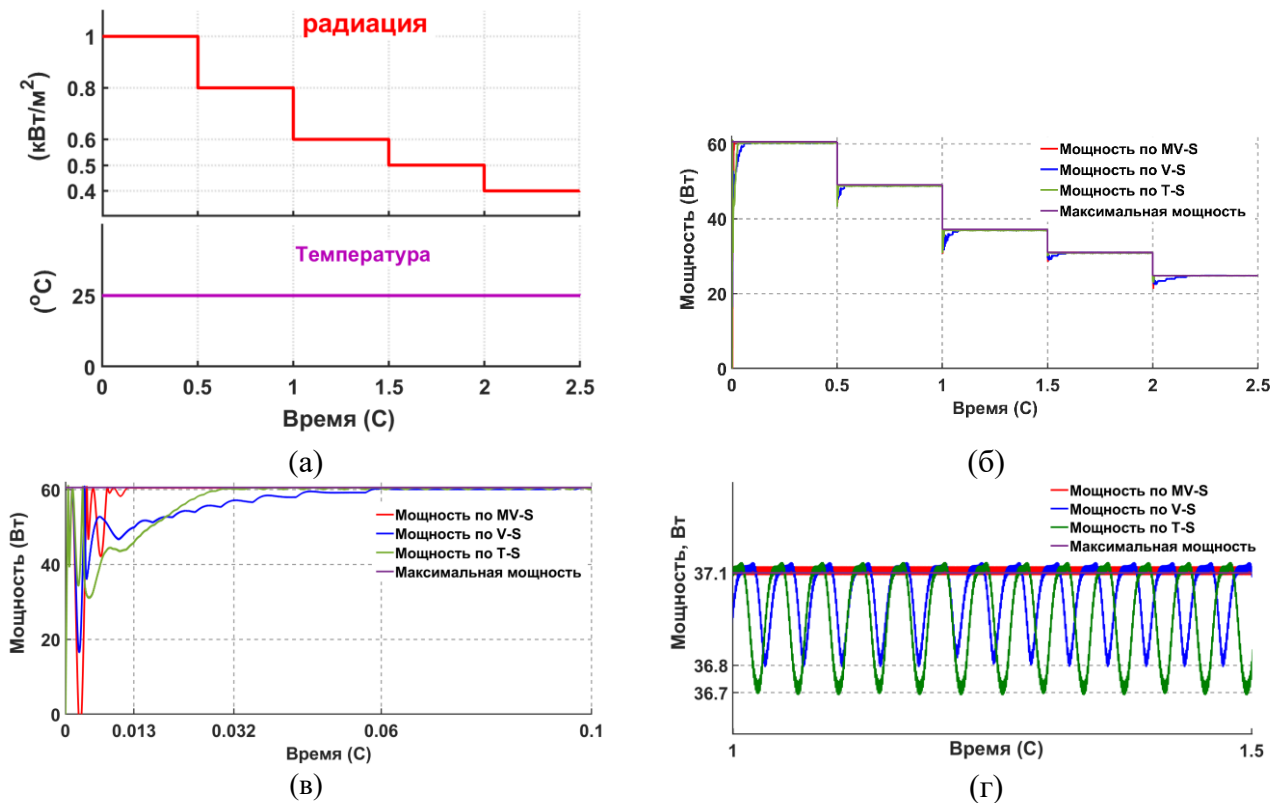 радиация
(кВт/м²)
1
0.8
0.6
0.5
0.4
Температура
(°C)
25
0
0 0.5 1 1.5 2 2.5
Время (С)
(а)
Мощность (Вт)
60
40
20
0
Мощность по MV-S
Мощность по V-S
Мощность по T-S
Максимальная мощность
0 0.5 1 1.5 2 2.5
Время (С)
(б)
Мощность (Вт)
60
40
20
0
Мощность по MV-S
Мощность по V-S
Мощность по T-S
Максимальная мощность
0 0.013 0.032 0.06 0.1
Время (С)
(в)
Мощность, Вт
37.1
36.8
36.7
Мощность по MV-S
Мощность по V-S
Мощность по T-S
Максимальная мощность
1 1.5
Время (С)
(г)